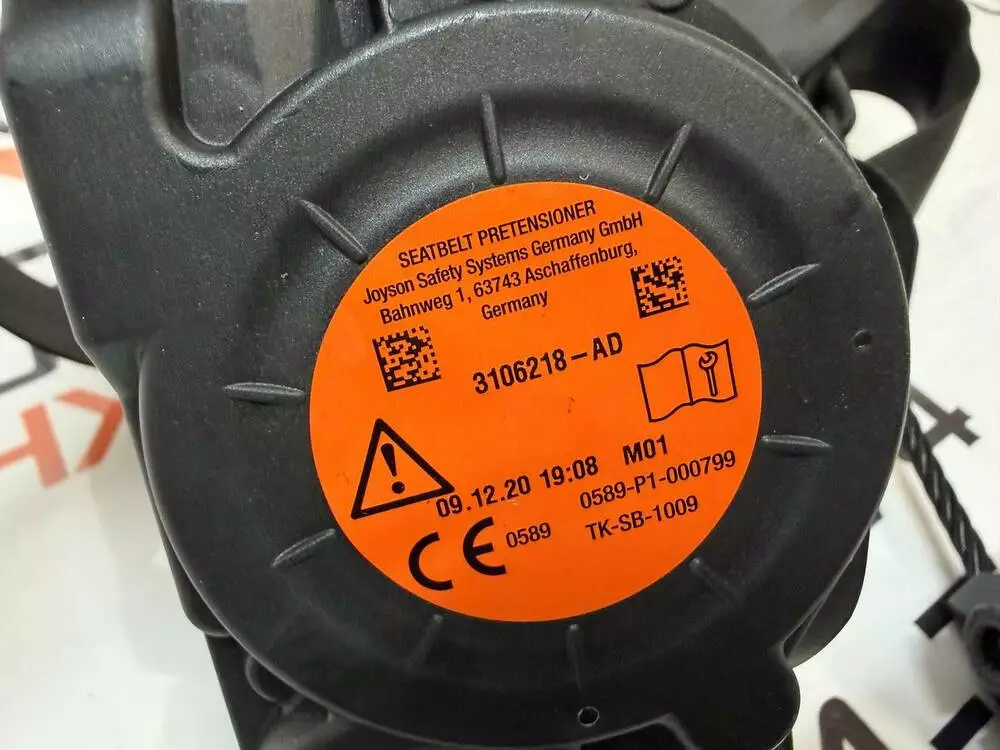 SEATBELT PRETENSIONER
Joyson Safety Systems Germany GmbH
Bahnweg 1, 63743 Aschaffenburg,
Germany
3106218-AD
09.12.20 19:08 M01
0589-P1-000799
CE 0589 TK-SB-1009